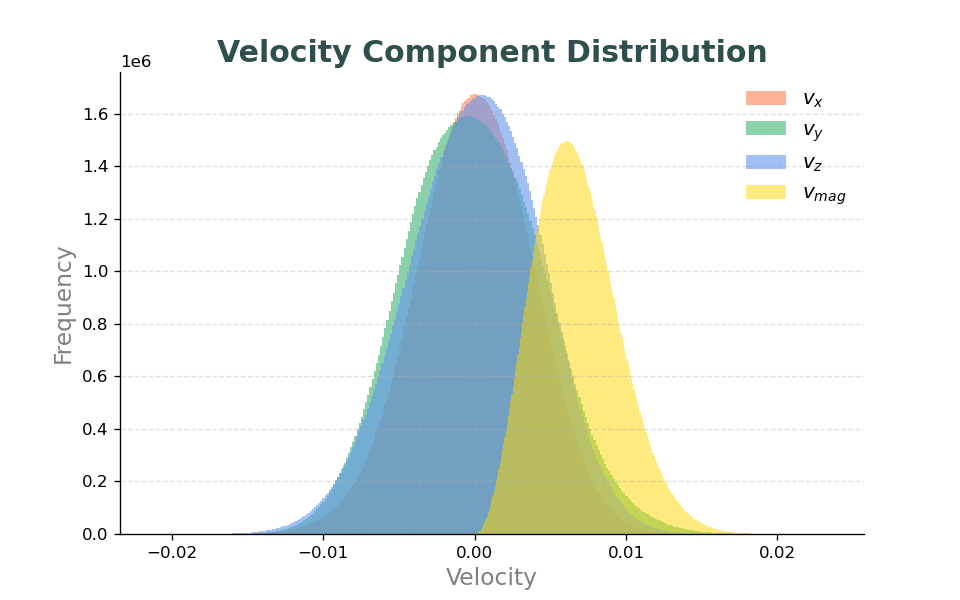 Velocity Component Distribution
1e6
v_x
v_y
v_z
v_mag
1.6
1.4
1.2
1.0
0.8
0.6
0.4
0.2
0.0
Frequency
−0.02 −0.01 0.00 0.01 0.02
Velocity